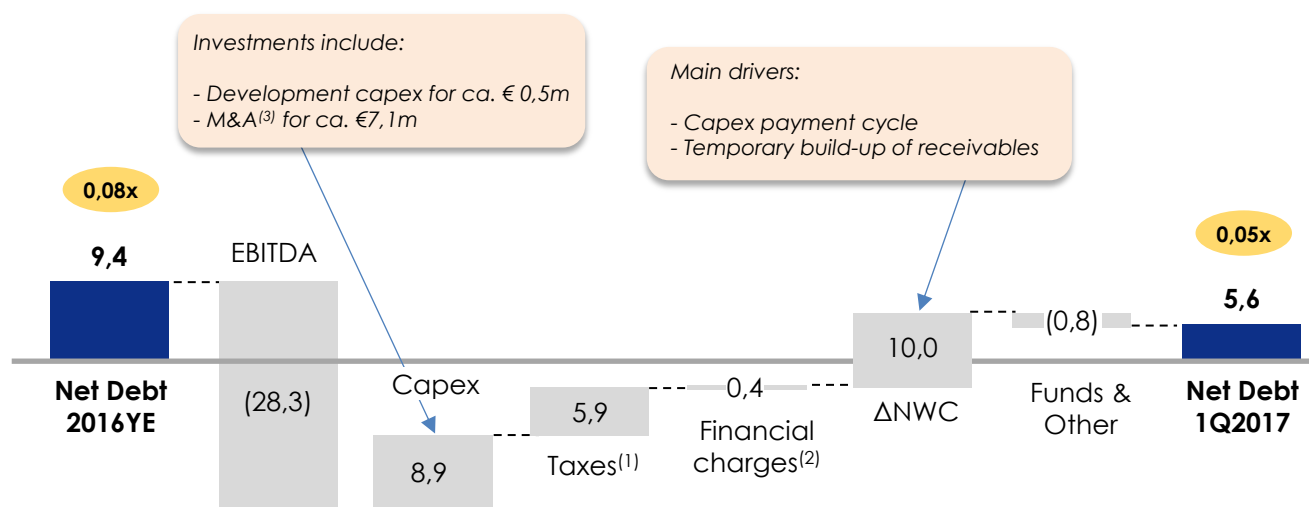 Investments include:
- Development capex for ca. € 0,5m
- M&A(3) for ca. €7,1m
Main drivers:
- Capex payment cycle
- Temporary build-up of receivables
0,08x
9,4
EBITDA
0,05x
5,6
(0,8)
10,0
Net Debt
2016YE
(28,3)
Capex
8,9
5,9
Taxes(1)
0,4
Financial
charges(2)
ΔNWC
Funds &
Other
Net Debt
1Q2017